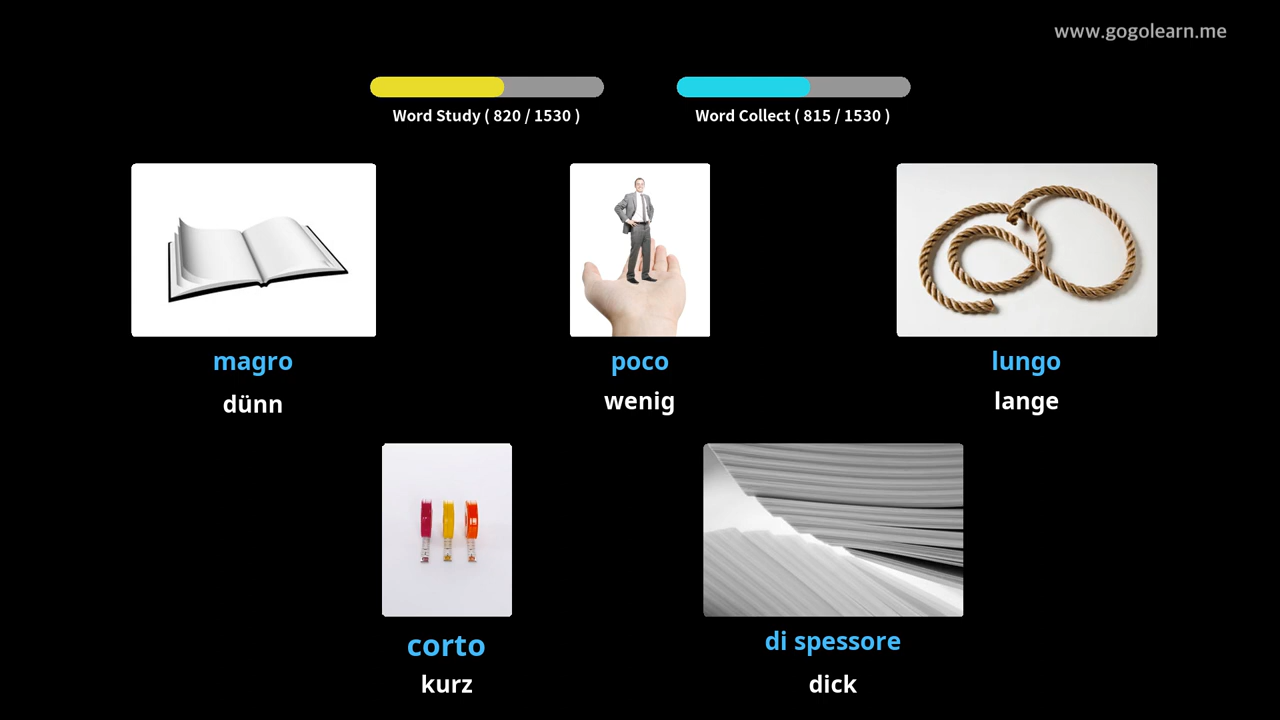 www.gogolearn.me
Word Study ( 820 / 1530 )
Word Collect ( 815 / 1530 )
magro
dünn
poco
wenig
lungo
lange
corto
kurz
di spessore
dick